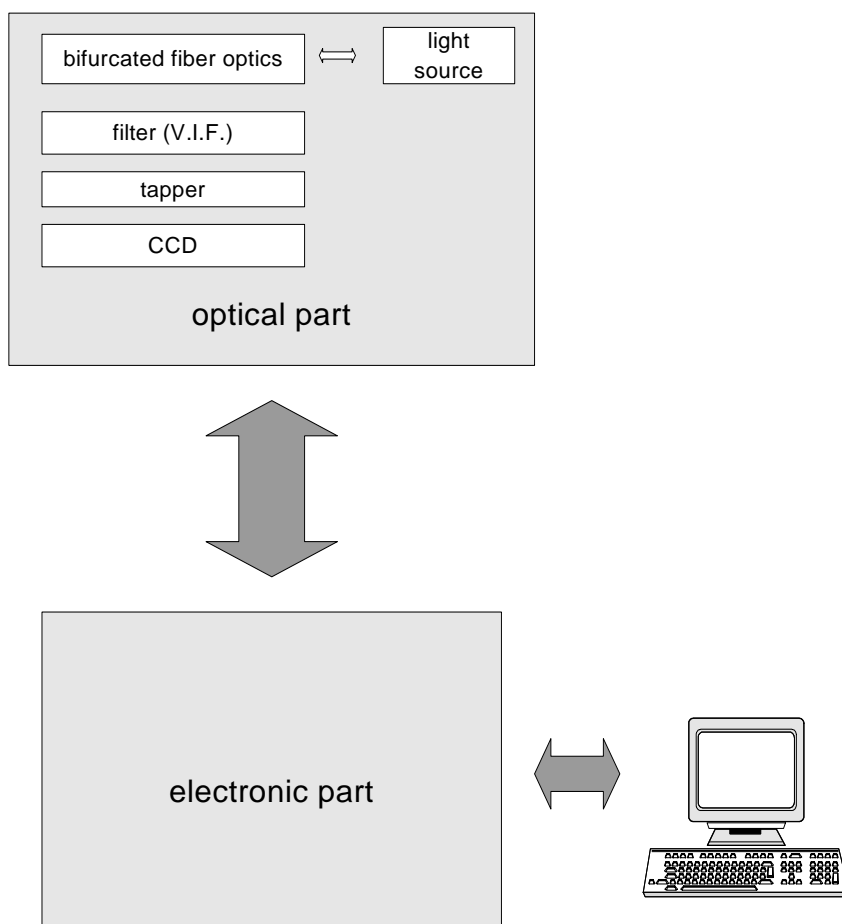 bifurcated fiber optics
light
source
filter (V.I.F.)
tapper
CCD
optical part
electronic part